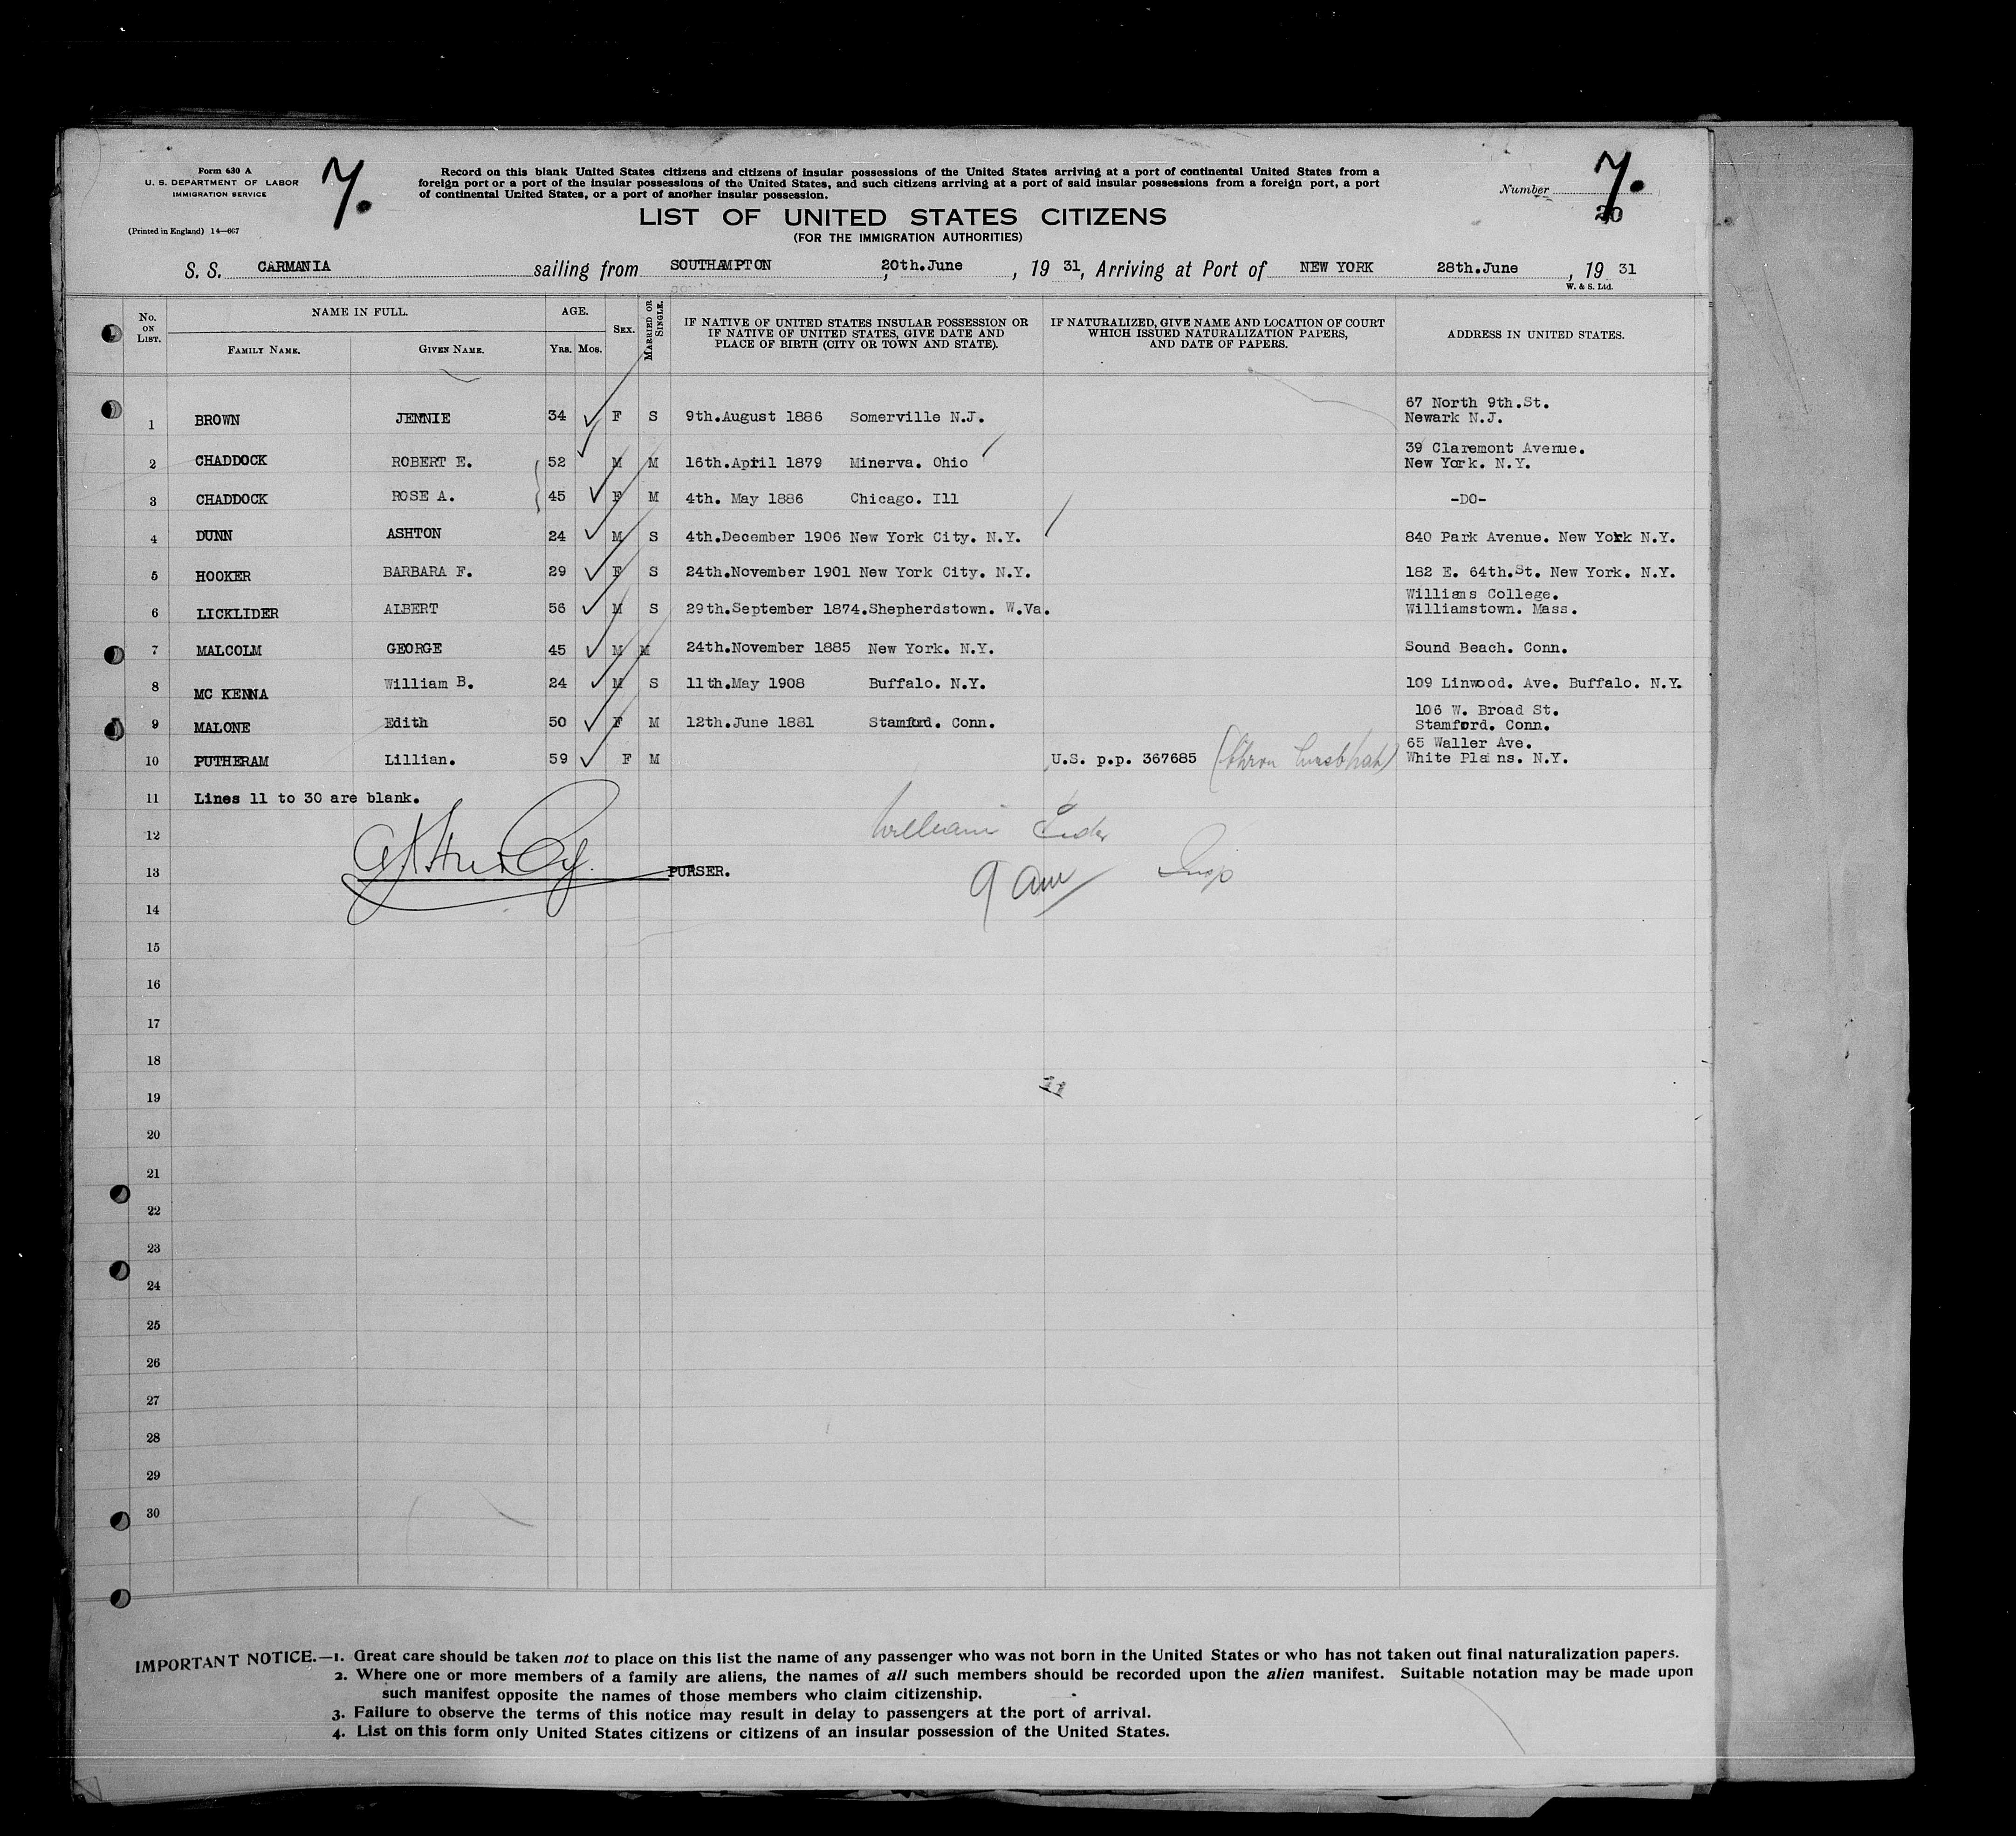 Form 630 A
U. S. DEPARTMENT OF LABOR
IMMIGRATION SERVICE
(Printed in England) 14—667
7.
Record on this blank United States citizens and citizens of insular possessions of the United States arriving at a port of continental United States from a
foreign port or a port of the insular possessions of the United States, and such citizens arriving at a port of said insular possessions from a foreign port, a port
of continental United States, or a port of another insular possession.
Number 7.
20
LIST OF UNITED STATES CITIZENS
(FOR THE IMMIGRATION AUTHORITIES)
S. S. CARMANIA sailing from SOUTHAMPTON 20th.June, 19 31, Arriving at Port of NEW YORK 28th.June, 19 31
W. & S. Ltd.
No. ON LIST. NAME IN FULL. FAMILY NAME. GIVEN NAME. AGE. Yrs. Mos. SEX. MARRIED OR SINGLE. IF NATIVE OF UNITED STATES INSULAR POSSESSION OR IF NATIVE OF UNITED STATES, GIVE DATE AND PLACE OF BIRTH (CITY OR TOWN AND STATE). IF NATURALIZED, GIVE NAME AND LOCATION OF COURT WHICH ISSUED NATURALIZATION PAPERS, AND DATE OF PAPERS. ADDRESS IN UNITED STATES.
1 BROWN JENNIE 34 F S 9th.August 1886 Somerville N.J. 67 North 9th.St. Newark N.J.
2 CHADDOCK ROBERT E. 52 M M 16th.April 1879 Minerva. Ohio 39 Claremont Avenue. New York. N.Y.
3 CHADDOCK ROSE A. 45 F M 4th. May 1886 Chicago. Ill -DO-
4 DUNN ASHTON 24 M S 4th.December 1906 New York City. N.Y. 840 Park Avenue. New York N.Y.
5 HOOKER BARBARA F. 29 F S 24th.November 1901 New York City. N.Y. 182 E. 64th.St. New York. N.Y.
6 LICKLIDER ALBERT 56 M S 29th.September 1874.Shepherdstown. W.Va. Williams College. Williamstown. Mass.
7 MALCOLM GEORGE 45 M M 24th.November 1885 New York. N.Y. Sound Beach. Conn.
8 MC KENNA William B. 24 M S 11th.May 1908 Buffalo. N.Y. 109 Linwood. Ave. Buffalo. N.Y.
9 MALONE Edith 50 F M 12th.June 1881 Stamford. Conn. 106 W. Broad St. Stamford. Conn.
10 PUTHERAM Lillian. 59 F M U.S. p.p. 367685 65 Waller Ave. White Plains. N.Y.
11 Lines 11 to 30 are blank.
12 William
13 PURSER. 9 am Insp
14
15
16
17
18
19
20
21
22
23
24
25
26
27
28
29
30
IMPORTANT NOTICE.—1. Great care should be taken not to place on this list the name of any passenger who was not born in the United States or who has not taken out final naturalization papers.
2. Where one or more members of a family are aliens, the names of all such members should be recorded upon the alien manifest. Suitable notation may be made upon
such manifest opposite the names of those members who claim citizenship.
3. Failure to observe the terms of this notice may result in delay to passengers at the port of arrival.
4. List on this form only United States citizens or citizens of an insular possession of the United States.